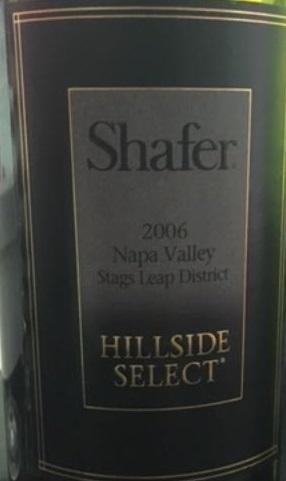 Shafer
2006
Napa Valley
Stags Leap District
HILLSIDE
SELECT®